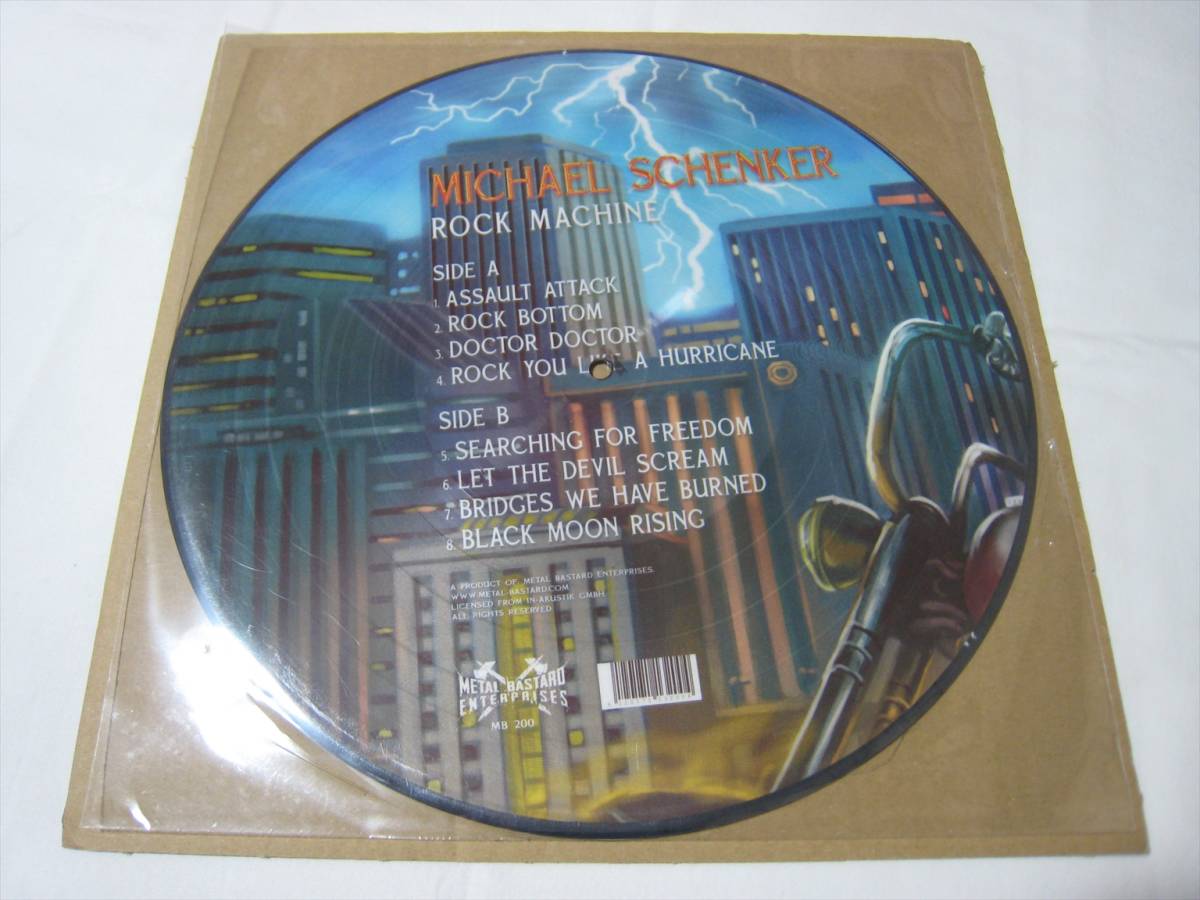 MICHAEL SCHENKER
ROCK MACHINE
SIDE A
1. ASSAULT ATTACK
2. ROCK BOTTOM
3. DOCTOR DOCTOR
4. ROCK YOU LIKE A HURRICANE
SIDE B
5. SEARCHING FOR FREEDOM
6. LET THE DEVIL SCREAM
7. BRIDGES WE HAVE BURNED
8. BLACK MOON RISING
A PRODUCT OF METAL BASTARD ENTERPRISES.
WWW.METAL-BASTARD.COM
LICENSED FROM IN-AKUSTIK GMBH.
ALL RIGHTS RESERVED
METAL BASTARD
ENTERPRISES
MB 200